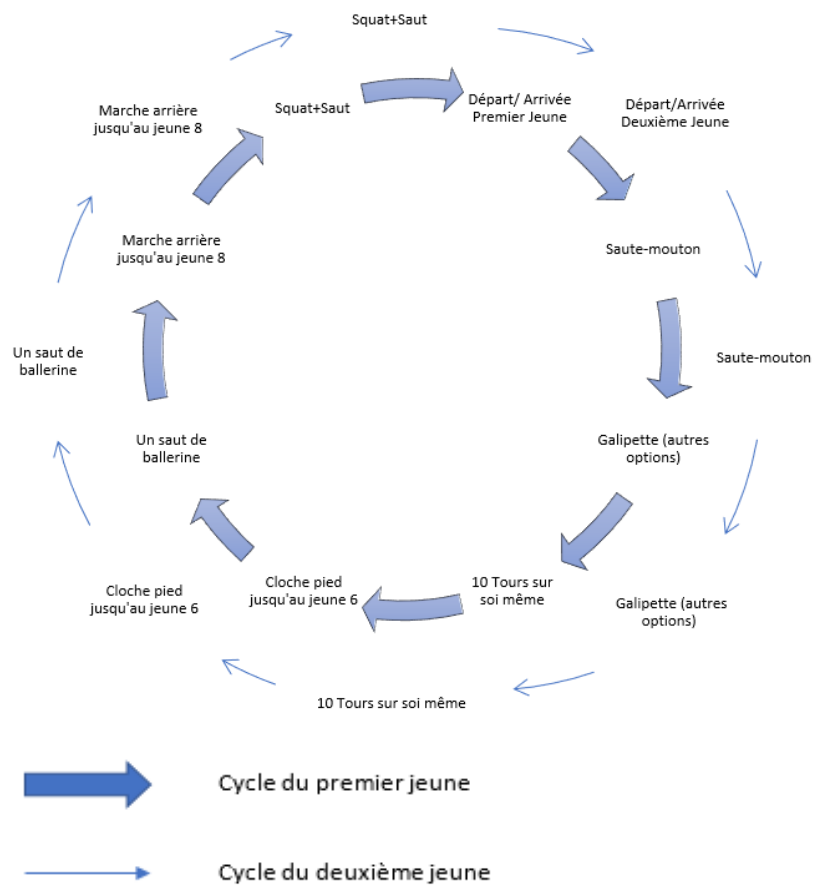 Squat+Saut
Départ/ Arrivée
Premier Jeune
Départ/Arrivée
Deuxième Jeune
Squat+Saut
Marche arrière
jusqu'au jeune 8
Marche arrière
jusqu'au jeune 8
Saute-mouton
Saute-mouton
Un saut de
ballerine
Un saut de
ballerine
Galipette (autres
options)
Cloche pied
jusqu'au jeune 6
Cloche pied
jusqu'au jeune 6
10 Tours sur
soi même
Galipette (autres
options)
10 Tours sur soi même
Cycle du premier jeune
Cycle du deuxième jeune